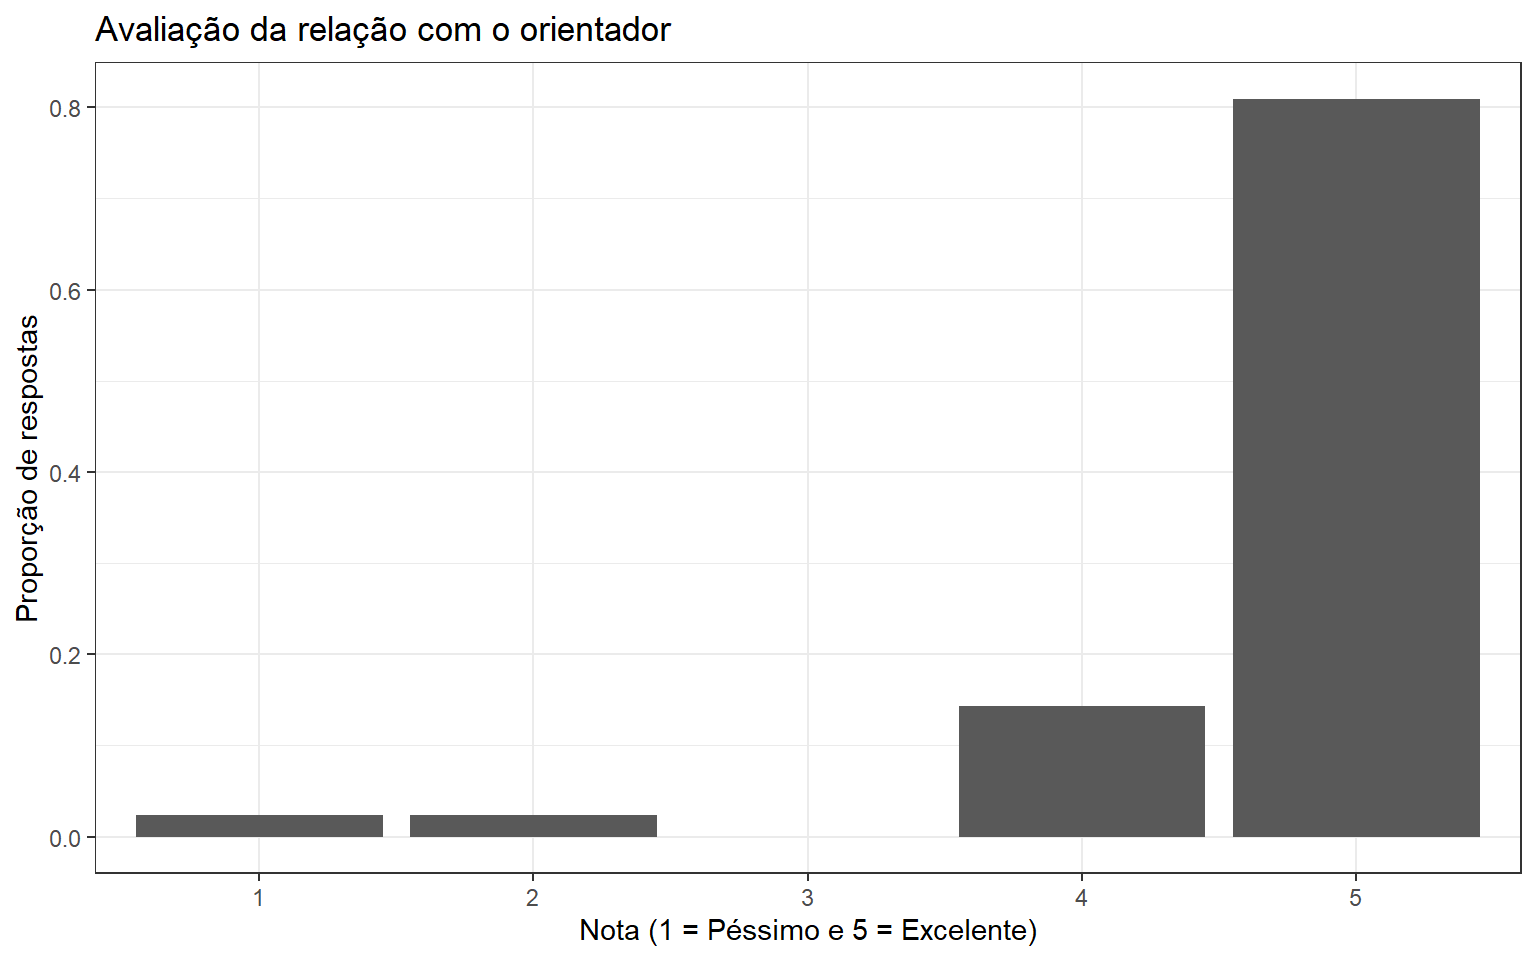 Avaliação da relação com o orientador
Proporção de respostas
0.8
0.6
0.4
0.2
0.0
1 2 3 4 5
Nota (1 = Péssimo e 5 = Excelente)